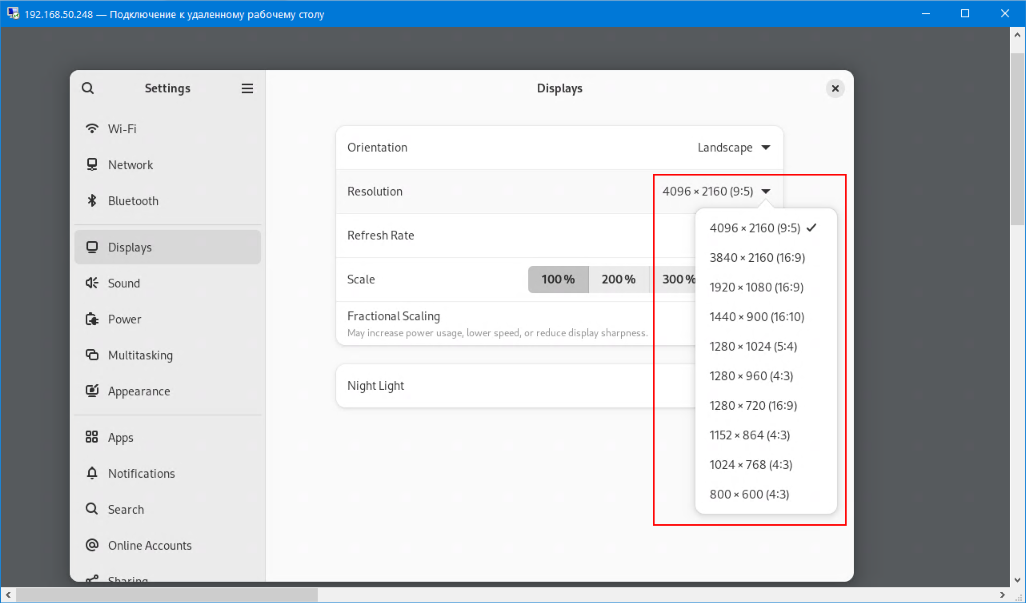 192.168.50.248 — Подключение к удаленному рабочему столу
Settings
Wi-Fi
Network
Bluetooth
Displays
Sound
Power
Multitasking
Appearance
Apps
Notifications
Search
Online Accounts
Sharing
Displays
Orientation
Landscape
Resolution
4096 × 2160 (9:5)
Refresh Rate
Scale
100 %
200 %
300 %
Fractional Scaling
May increase power usage, lower speed, or reduce display sharpness.
Night Light
4096 × 2160 (9:5)
3840 × 2160 (16:9)
1920 × 1080 (16:9)
1440 × 900 (16:10)
1280 × 1024 (5:4)
1280 × 960 (4:3)
1280 × 720 (16:9)
1152 × 864 (4:3)
1024 × 768 (4:3)
800 × 600 (4:3)